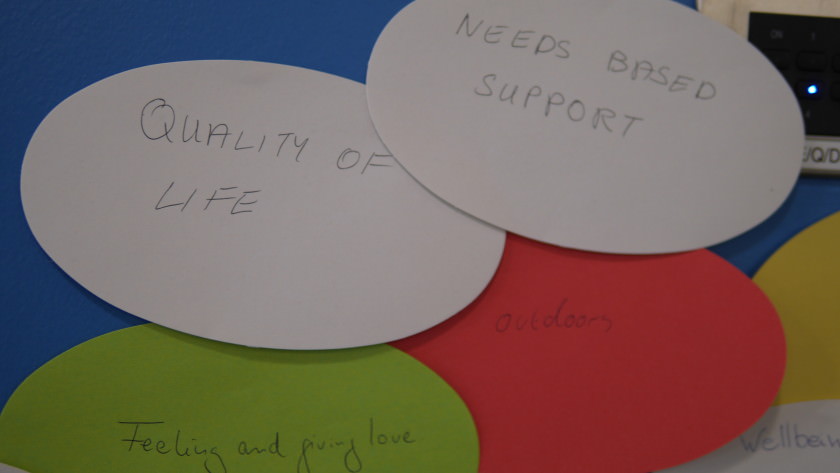 NEEDS BASED
SUPPORT
QUALITY OF
LIFE
outdoors
Feeling and giving love